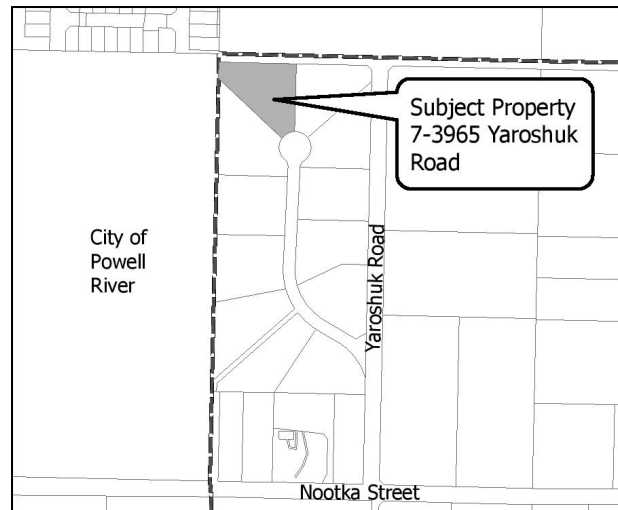 Subject Property
7-3965 Yaroshuk
Road
City of
Powell
River
Yaroshuk Road
Nootka Street